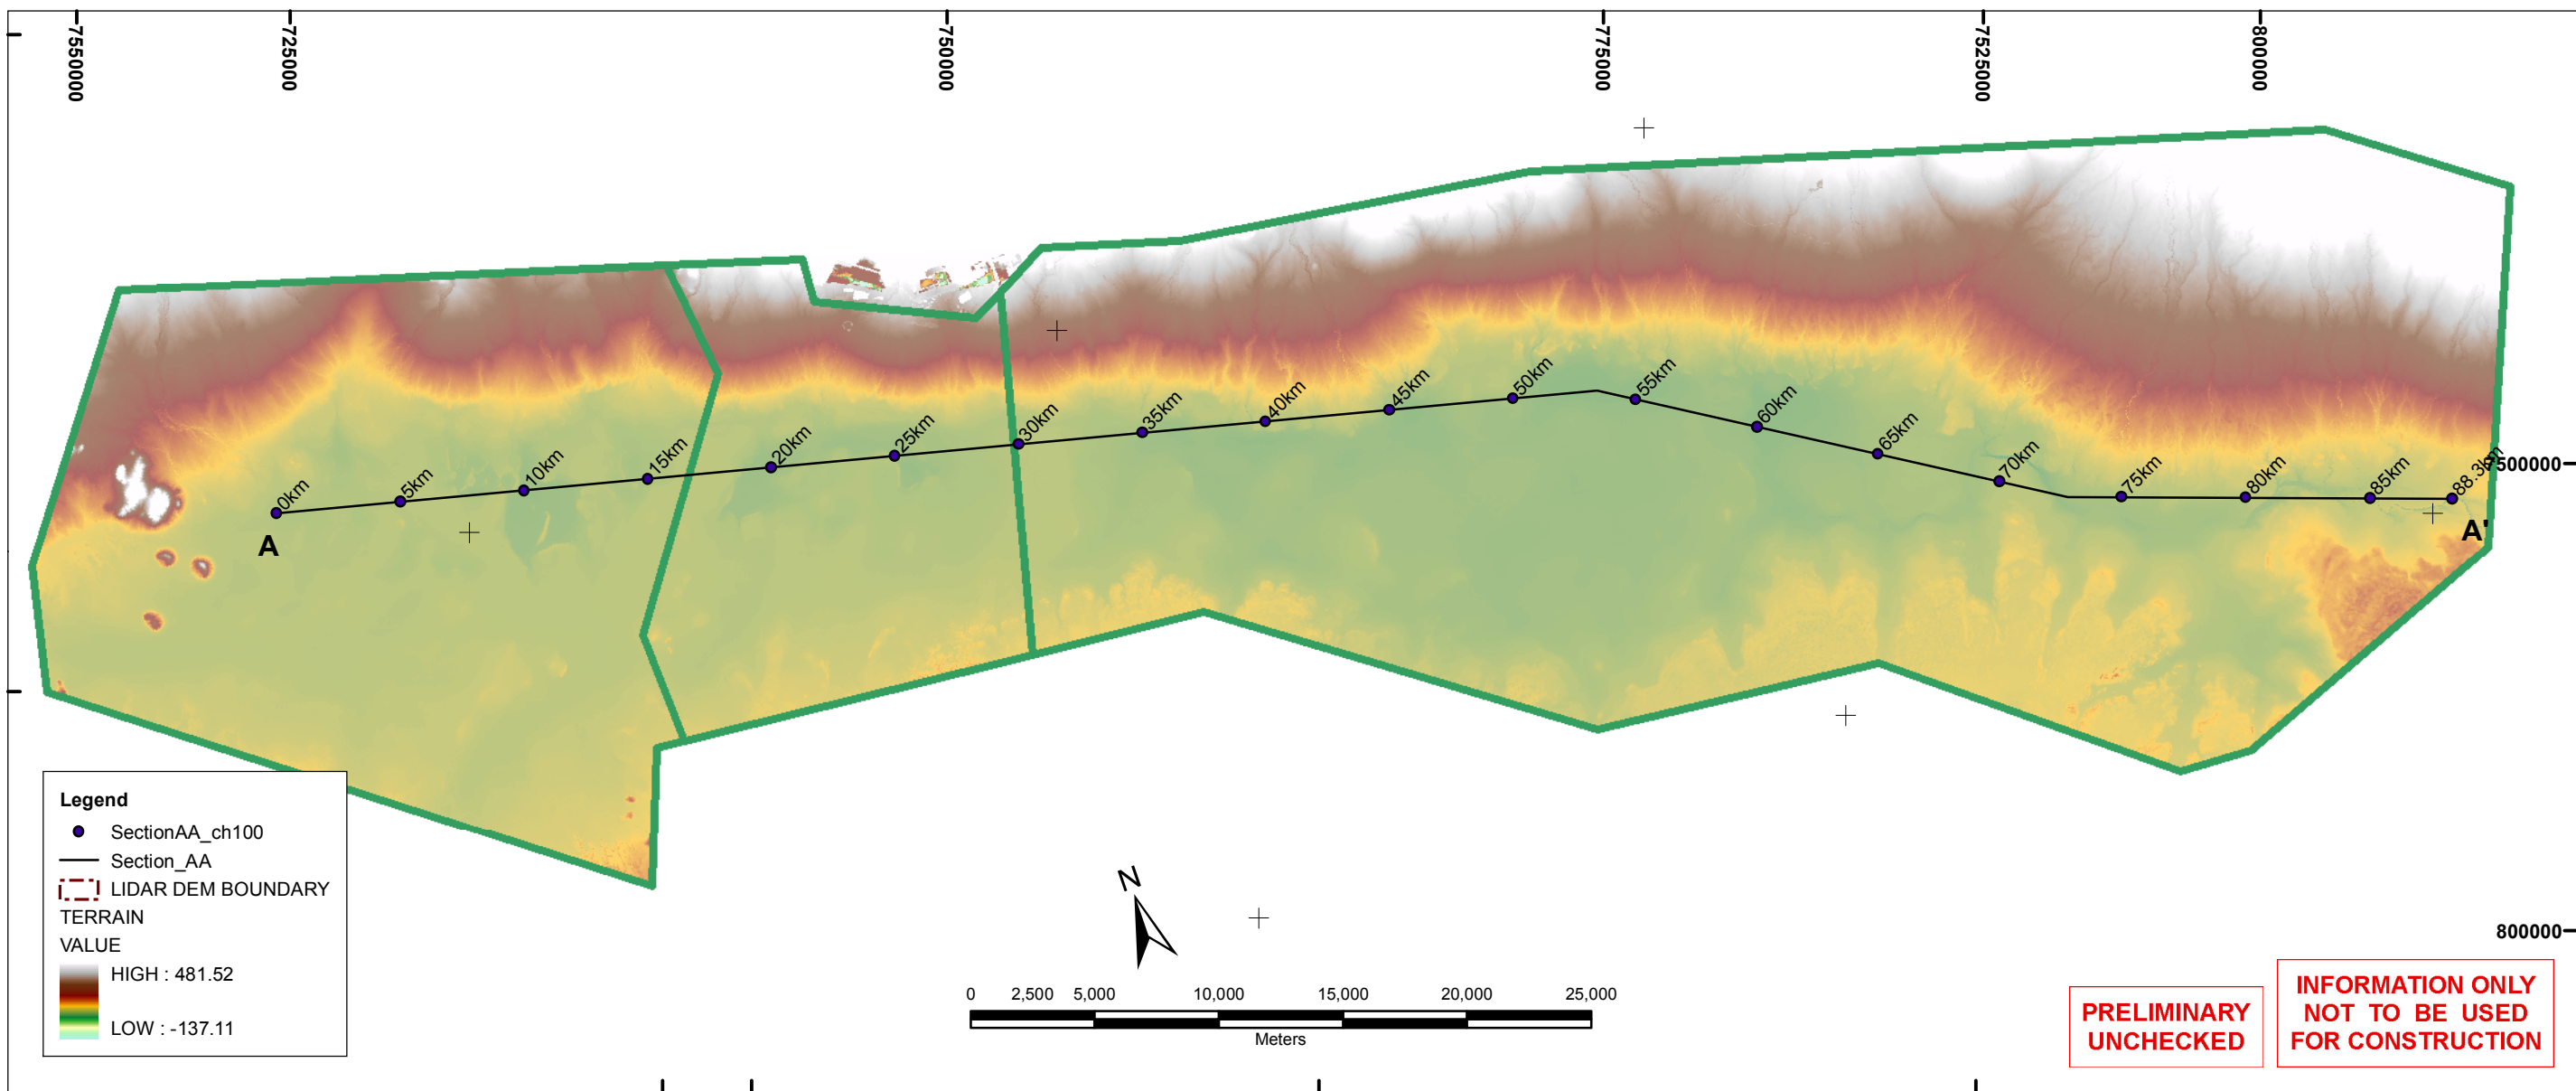 7550000
725000
750000
775000
7525000
800000
0km
5km
10km
15km
20km
25km
30km
35km
40km
45km
50km
55km
60km
65km
70km
75km
80km
85km
88.3km
A
A'
500000
800000
Legend
SectionAA_ch100
Section_AA
LIDAR DEM BOUNDARY
TERRAIN
VALUE
HIGH : 481.52
LOW : -137.11
N
0 2,500 5,000 10,000 15,000 20,000 25,000
Meters
PRELIMINARY
UNCHECKED
INFORMATION ONLY
NOT TO BE USED
FOR CONSTRUCTION